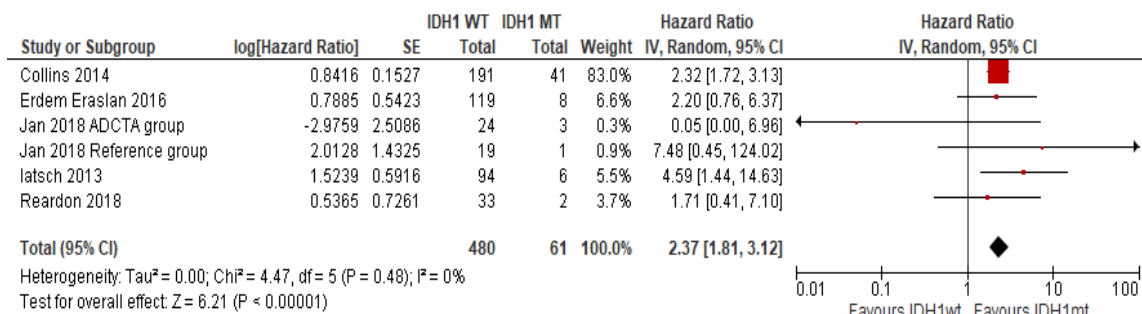 IDH1 WT IDH1 MT Hazard Ratio Hazard Ratio
Study or Subgroup log[Hazard Ratio] SE Total Total Weight IV, Random, 95% CI IV, Random, 95% CI
Collins 2014 0.8416 0.1527 191 41 83.0% 2.32 [1.72, 3.13]
Erdem Eraslan 2016 0.7885 0.5423 119 8 6.6% 2.20 [0.76, 6.37]
Jan 2018 ADCTA group -2.9759 2.5086 24 3 0.3% 0.05 [0.00, 6.96]
Jan 2018 Reference group 2.0128 1.4325 19 1 0.9% 7.48 [0.45, 124.02]
latsch 2013 1.5239 0.5916 94 6 5.5% 4.59 [1.44, 14.63]
Reardon 2018 0.5365 0.7261 33 2 3.7% 1.71 [0.41, 7.10]
Total (95% CI) 480 61 100.0% 2.37 [1.81, 3.12]
Heterogeneity: Tau² = 0.00; Chi² = 4.47, df = 5 (P = 0.48); I² = 0%
Test for overall effect: Z = 6.21 (P < 0.00001)
0.01 0.1 1 10 100
Favours IDH1wt Favours IDH1mt